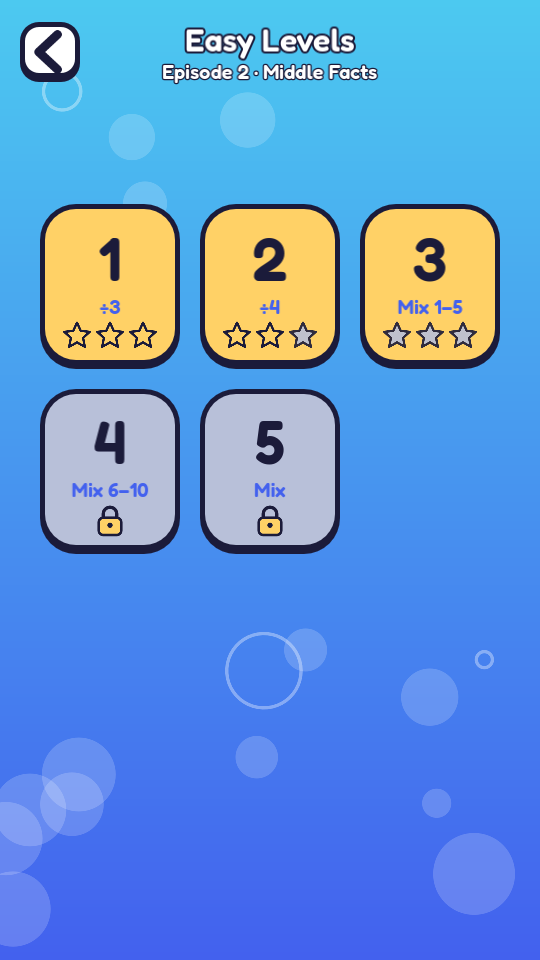 Easy Levels
Episode 2 · Middle Facts
1
÷3
2
÷4
3
Mix 1–5
4
Mix 6–10
5
Mix